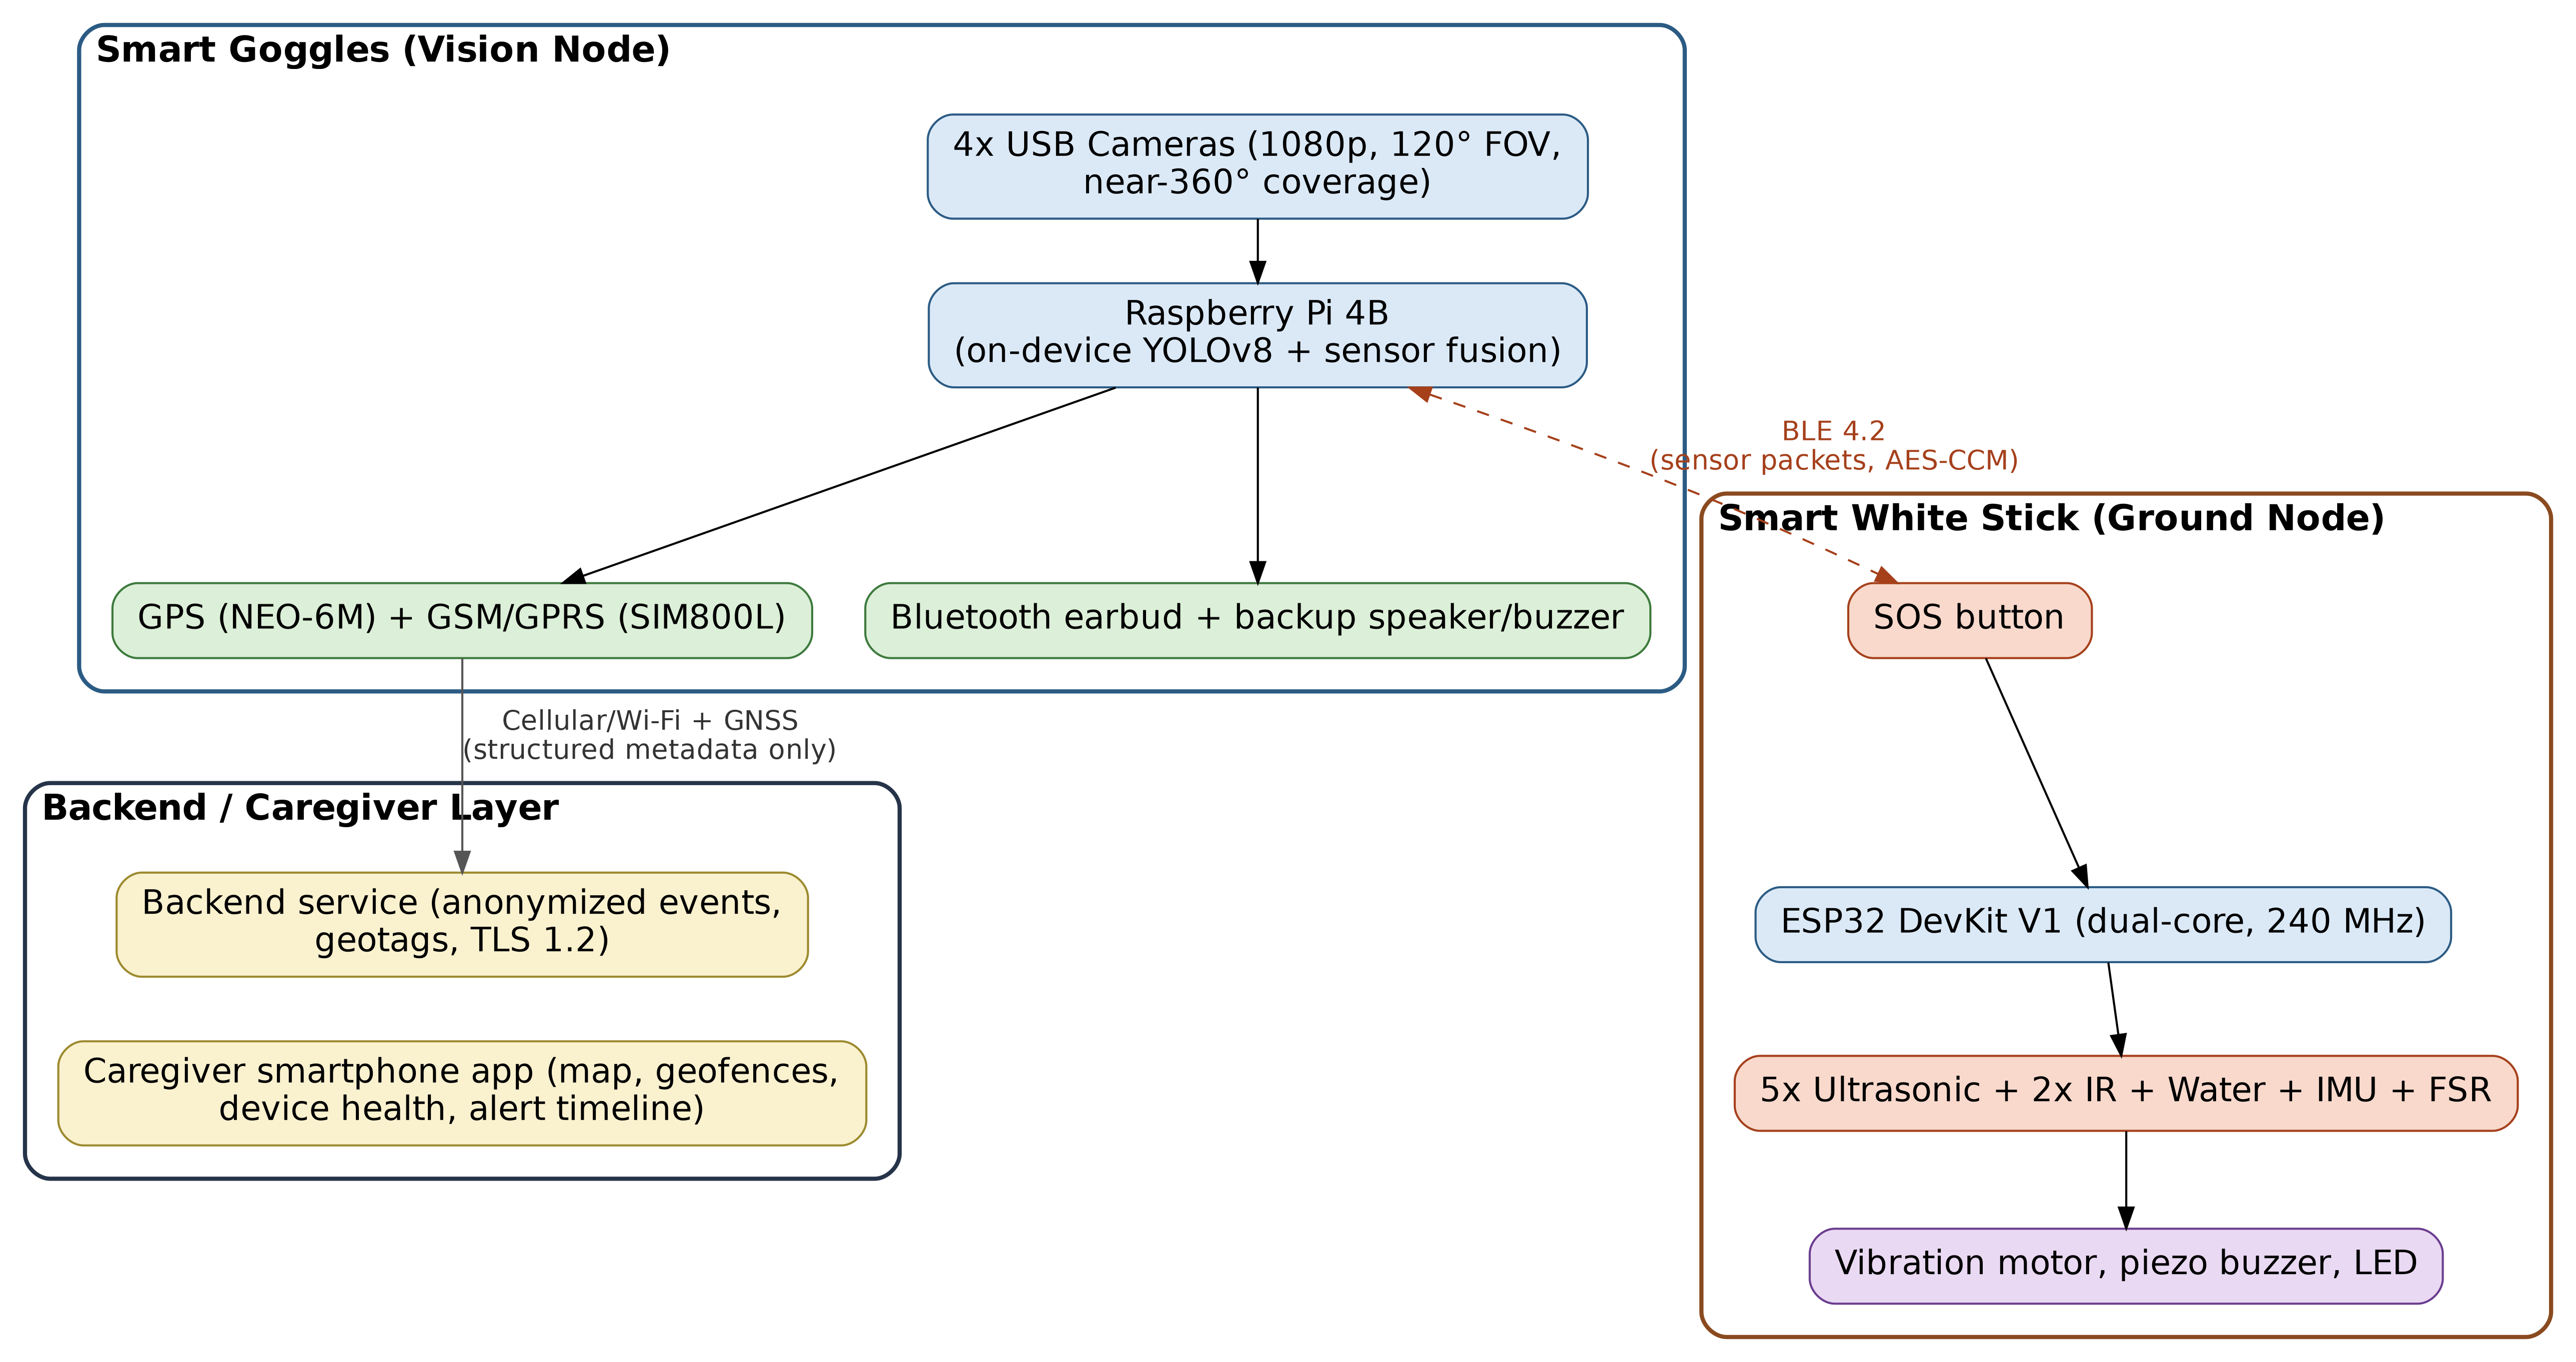 Smart Goggles (Vision Node)
4x USB Cameras (1080p, 120° FOV,
near-360° coverage)
Raspberry Pi 4B
(on-device YOLOv8 + sensor fusion)
BLE 4.2
(sensor packets, AES-CCM)
Smart White Stick (Ground Node)
GPS (NEO-6M) + GSM/GPRS (SIM800L)
Bluetooth earbud + backup speaker/buzzer
SOS button
Cellular/Wi-Fi + GNSS
(structured metadata only)
Backend / Caregiver Layer
Backend service (anonymized events,
geotags, TLS 1.2)
ESP32 DevKit V1 (dual-core, 240 MHz)
Caregiver smartphone app (map, geofences,
device health, alert timeline)
5x Ultrasonic + 2x IR + Water + IMU + FSR
Vibration motor, piezo buzzer, LED